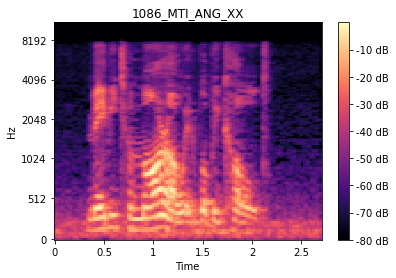 1086_MTI_ANG_XX
8192
4096
2048
1024
512
0
Hz
0
0.5
1
1.5
2
2.5
Time
-10 dB
-20 dB
-30 dB
-40 dB
-50 dB
-60 dB
-70 dB
-80 dB